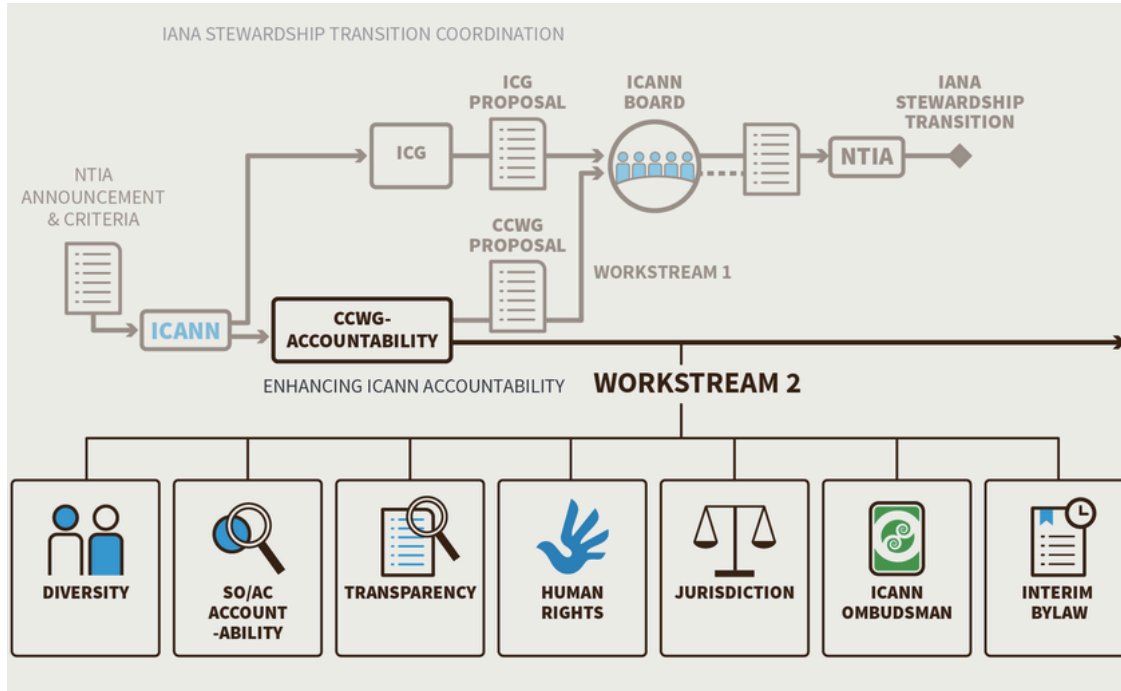 IANA STEWARDSHIP TRANSITION COORDINATION
ICG
PROPOSAL
ICANN
BOARD
IANA
STEWARDSHIP
TRANSITION
ICG
NTIA
NTIA
ANNOUNCEMENT
& CRITERIA
CCWG
PROPOSAL
WORKSTREAM 1
ICANN
CCWG-
ACCOUNTABILITY
ENHANCING ICANN ACCOUNTABILITY
WORKSTREAM 2
DIVERSITY
SO/AC
ACCOUNT
-ABILITY
TRANSPARENCY
HUMAN
RIGHTS
JURISDICTION
ICANN
OMBUDSMAN
INTERIM
BYLAW